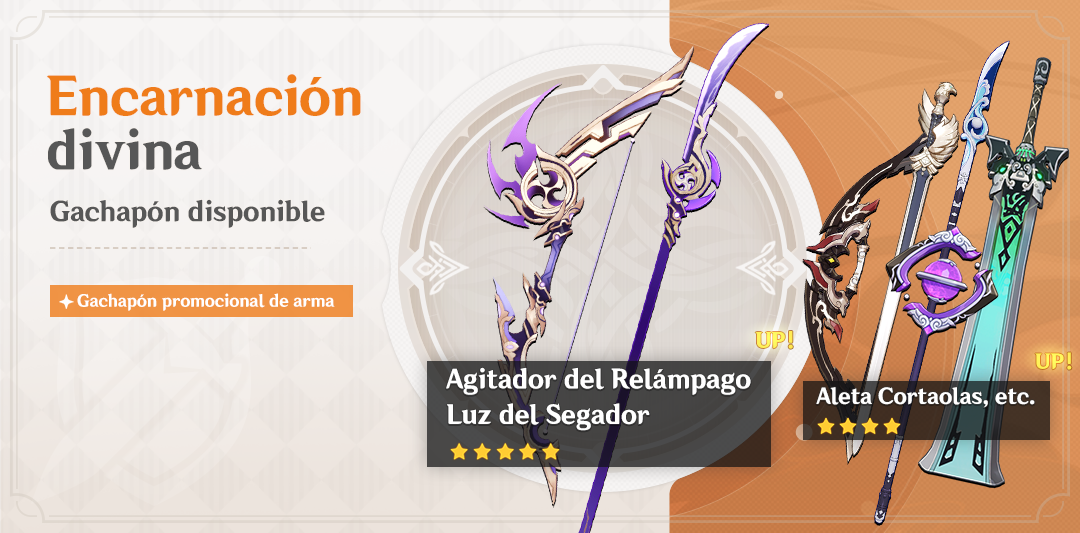 Encarnación
divina
Gachapón disponible
Gachapón promocional de arma
UP!
Agitador del Relámpago
Luz del Segador
UP!
Aleta Cortaolas, etc.